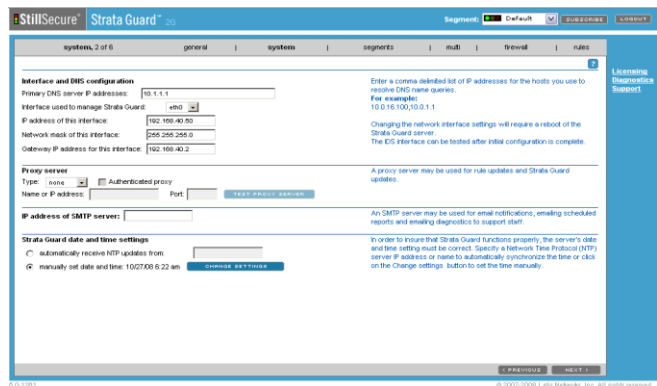 StillSecure® Strata Guard™ 2G Segment: Default SUBSCRIBE LOGOUT
system, 2 of 6 general | system | segments | multi | firewall | rules
?
Licensing
Diagnostics
Support
Interface and DNS configuration
Primary DNS server IP addresses: 10.1.1.1
Interface used to manage Strata Guard: eth0
IP address of this interface: 192.168.40.50
Network mask of this interface: 255.255.255.0
Gateway IP address for this interface: 192.168.40.2
Enter a comma delimited list of IP addresses for the hosts you use to
resolve DNS name queries.
For example:
10.0.16.100,10.0.1.1
Changing the network interface settings will require a reboot of the
Strata Guard server.
The IDS interface can be tested after initial configuration is complete.
Proxy server
Type: none Authenticated proxy
Name or IP address: Port: TEST PROXY SERVER
A proxy server may be used for rule updates and Strata Guard
updates.
IP address of SMTP server:
An SMTP server may be used for email notifications, emailing scheduled
reports and emailing diagnostics to support staff.
Strata Guard date and time settings
automatically receive NTP updates from:
manually set date and time: 10/27/08 6:22 am CHANGE SETTINGS
In order to insure that Strata Guard functions properly, the server's date
and time setting must be correct. Specify a Network Time Protocol (NTP)
server IP address or name to automatically synchronize the time or click
on the Change settings button to set the time manually.
‹ PREVIOUS NEXT ›
© 2002-2008 Latis Networks, Inc. All rights reserved.